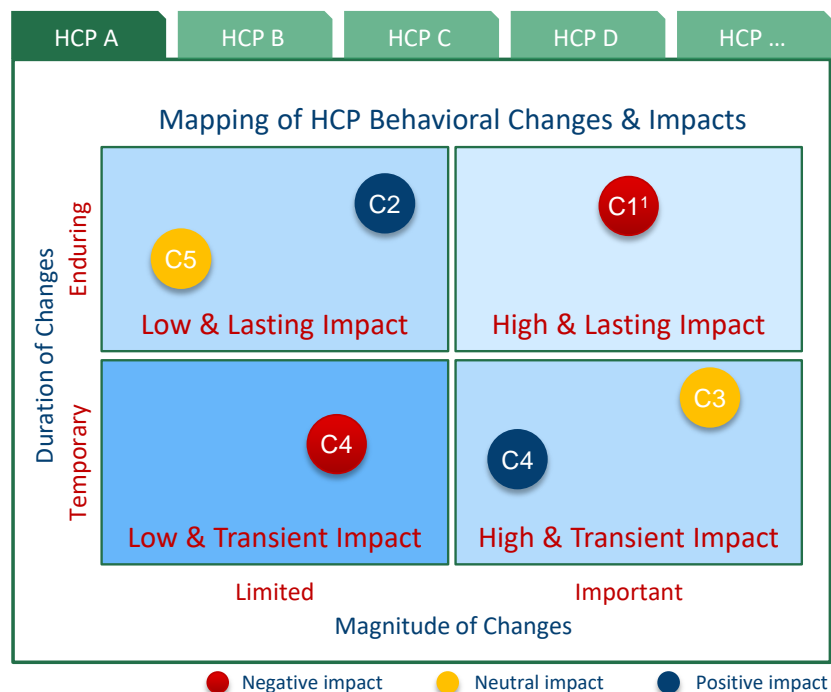 HCP A
HCP B
HCP C
HCP D
HCP ...
Mapping of HCP Behavioral Changes & Impacts
Duration of Changes
Enduring
C5
C2
Low & Lasting Impact
C1¹
High & Lasting Impact
Temporary
C4
Low & Transient Impact
C4
C3
High & Transient Impact
Limited
Important
Magnitude of Changes
Negative impact
Neutral impact
Positive impact